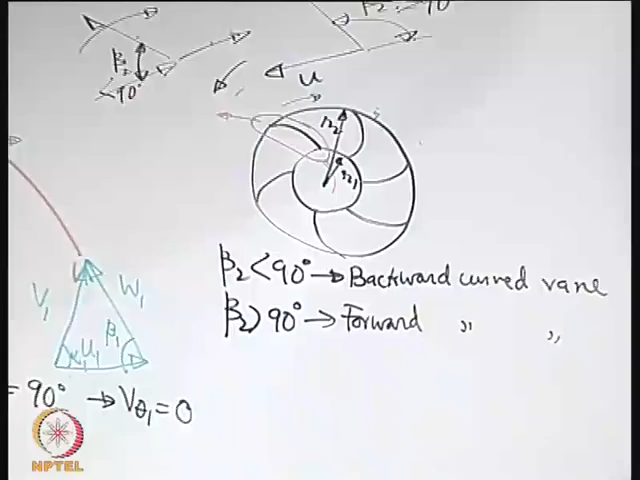 β₂ <90°
u
r₂
r₁
β₂ < 90° → Backward curved vane
β₂ > 90° → Forward " "
V₁ W₁
α₁ U₁ β₁
= 90° → Vθ₁ = 0
NPTEL